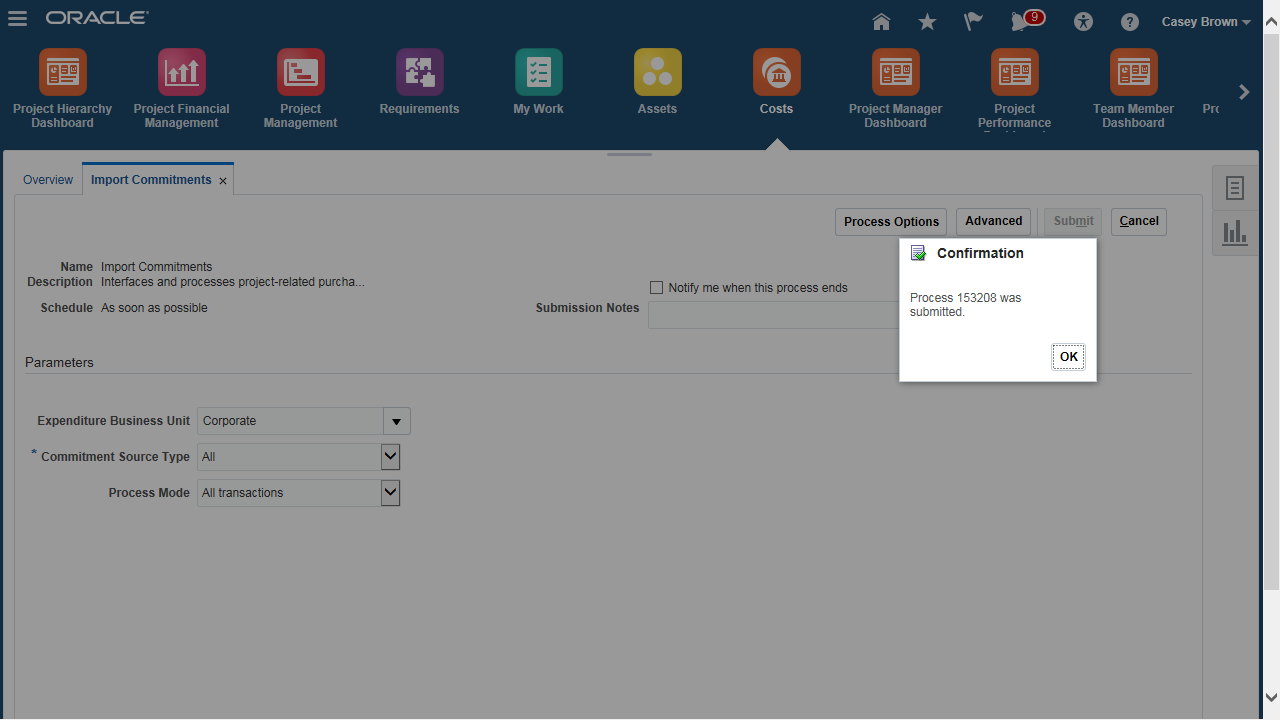 ORACLE
9
Casey Brown
Project Hierarchy
Dashboard
Project Financial
Management
Project
Management
Requirements
My Work
Assets
Costs
Project Manager
Dashboard
Project
Performance
Team Member
Dashboard
Overview
Import Commitments
Process Options
Advanced
Submit
Cancel
Name Import Commitments
Description Interfaces and processes project-related purcha...
Schedule As soon as possible
Notify me when this process ends
Submission Notes
Confirmation
Process 153208 was
submitted.
OK
Parameters
Expenditure Business Unit Corporate
* Commitment Source Type All
Process Mode All transactions